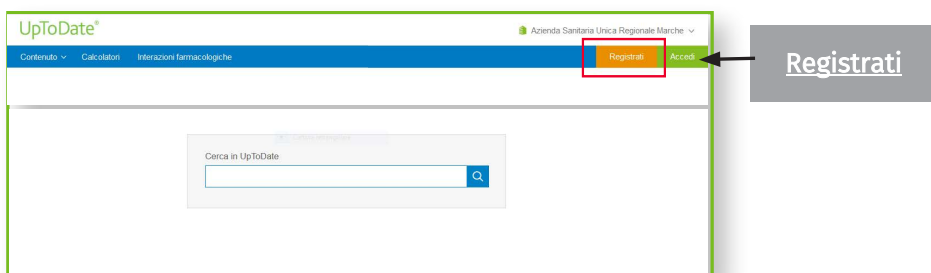 UpToDate®
Azienda Sanitaria Unica Regionale Marche
Contenuto Calcolatori Interazioni farmacologiche Registrati Accedi
Registrati
Cerca in UpToDate